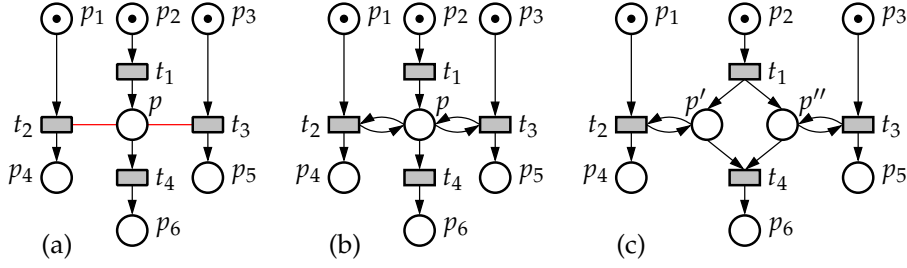 p1 p2 p3 p1 p2 p3 p1 p2 p3
t1 t1 t1
p p p′ p′′
t2 t3 t2 t3 t2 t3
p4 t4 p5 p4 t4 p5 p4 t4 p5
(a) p6 (b) p6 (c) p6